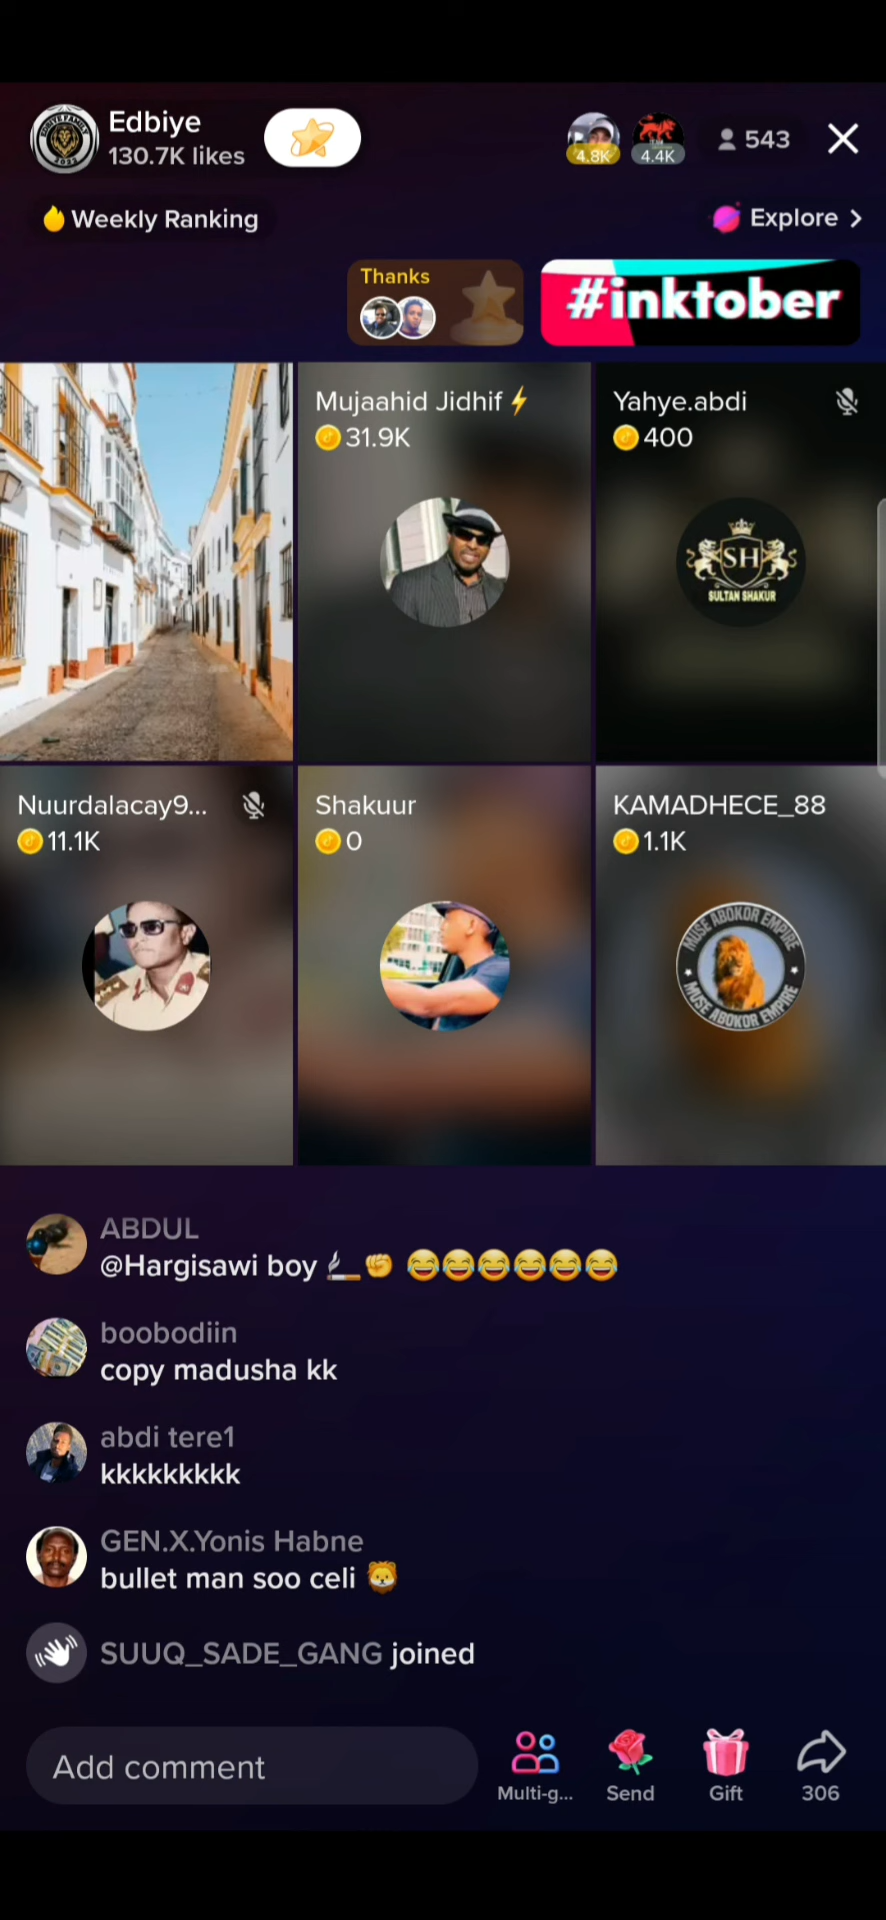 Edbiye
130.7K likes
4.8K
4.4K
543
Weekly Ranking
Explore >
Thanks
#inktober
Mujaahid Jidhif⚡
31.9K
Yahye.abdi
400
SH
SULTAN SHAKUR
Nuurdalacay9...
11.1K
Shakuur
0
KAMADHECE_88
1.1K
MUSE ABOKOR EMPIRE
MUSE ABOKOR EMPIRE
ABDUL
@Hargisawi boy 🚬✊ 😂😂😂😂😂😂
boobodiin
copy madusha kk
abdi tere1
kkkkkkkkk
GEN.X.Yonis Habne
bullet man soo celi 🦁
SUUQ_SADE_GANG joined
Add comment
Multi-g...
Send
Gift
306